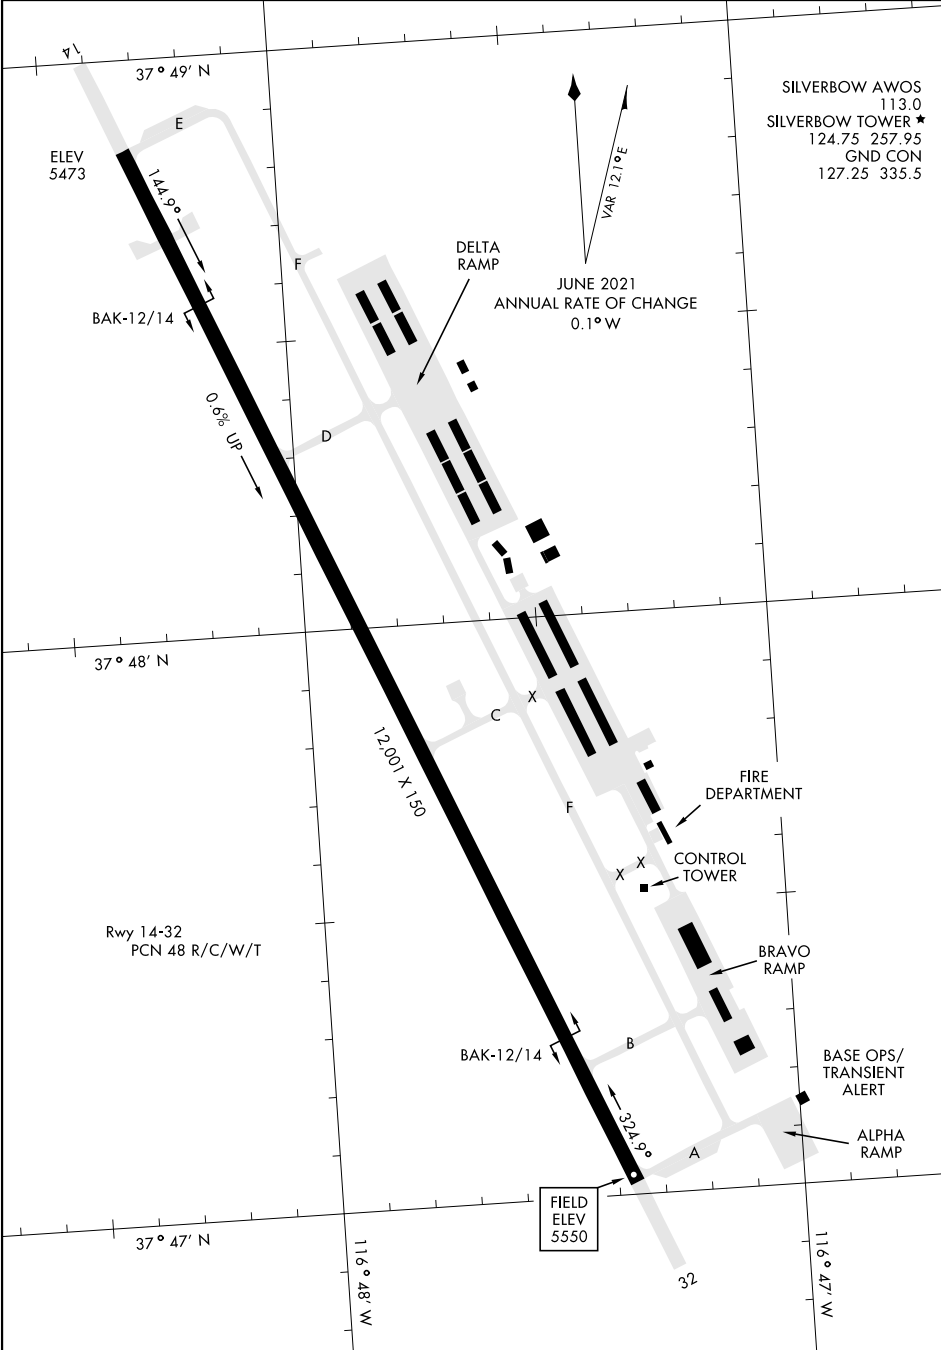 14
37° 49' N
SILVERBOW AWOS
113.0
SILVERBOW TOWER ★
124.75 257.95
GND CON
127.25 335.5
E
ELEV
5473
144.9°
VAR 12.1° E
DELTA
RAMP
F
JUNE 2021
ANNUAL RATE OF CHANGE
0.1° W
BAK-12/14
0.6% UP
D
37° 48' N
X
C
12,001 X 150
FIRE
DEPARTMENT
F
CONTROL
TOWER
X
X
Rwy 14-32
PCN 48 R/C/W/T
BRAVO
RAMP
BAK-12/14
B
BASE OPS/
TRANSIENT
ALERT
324.9°
A
ALPHA
RAMP
FIELD
ELEV
5550
37° 47' N
116° 48' W
116° 47' W
32